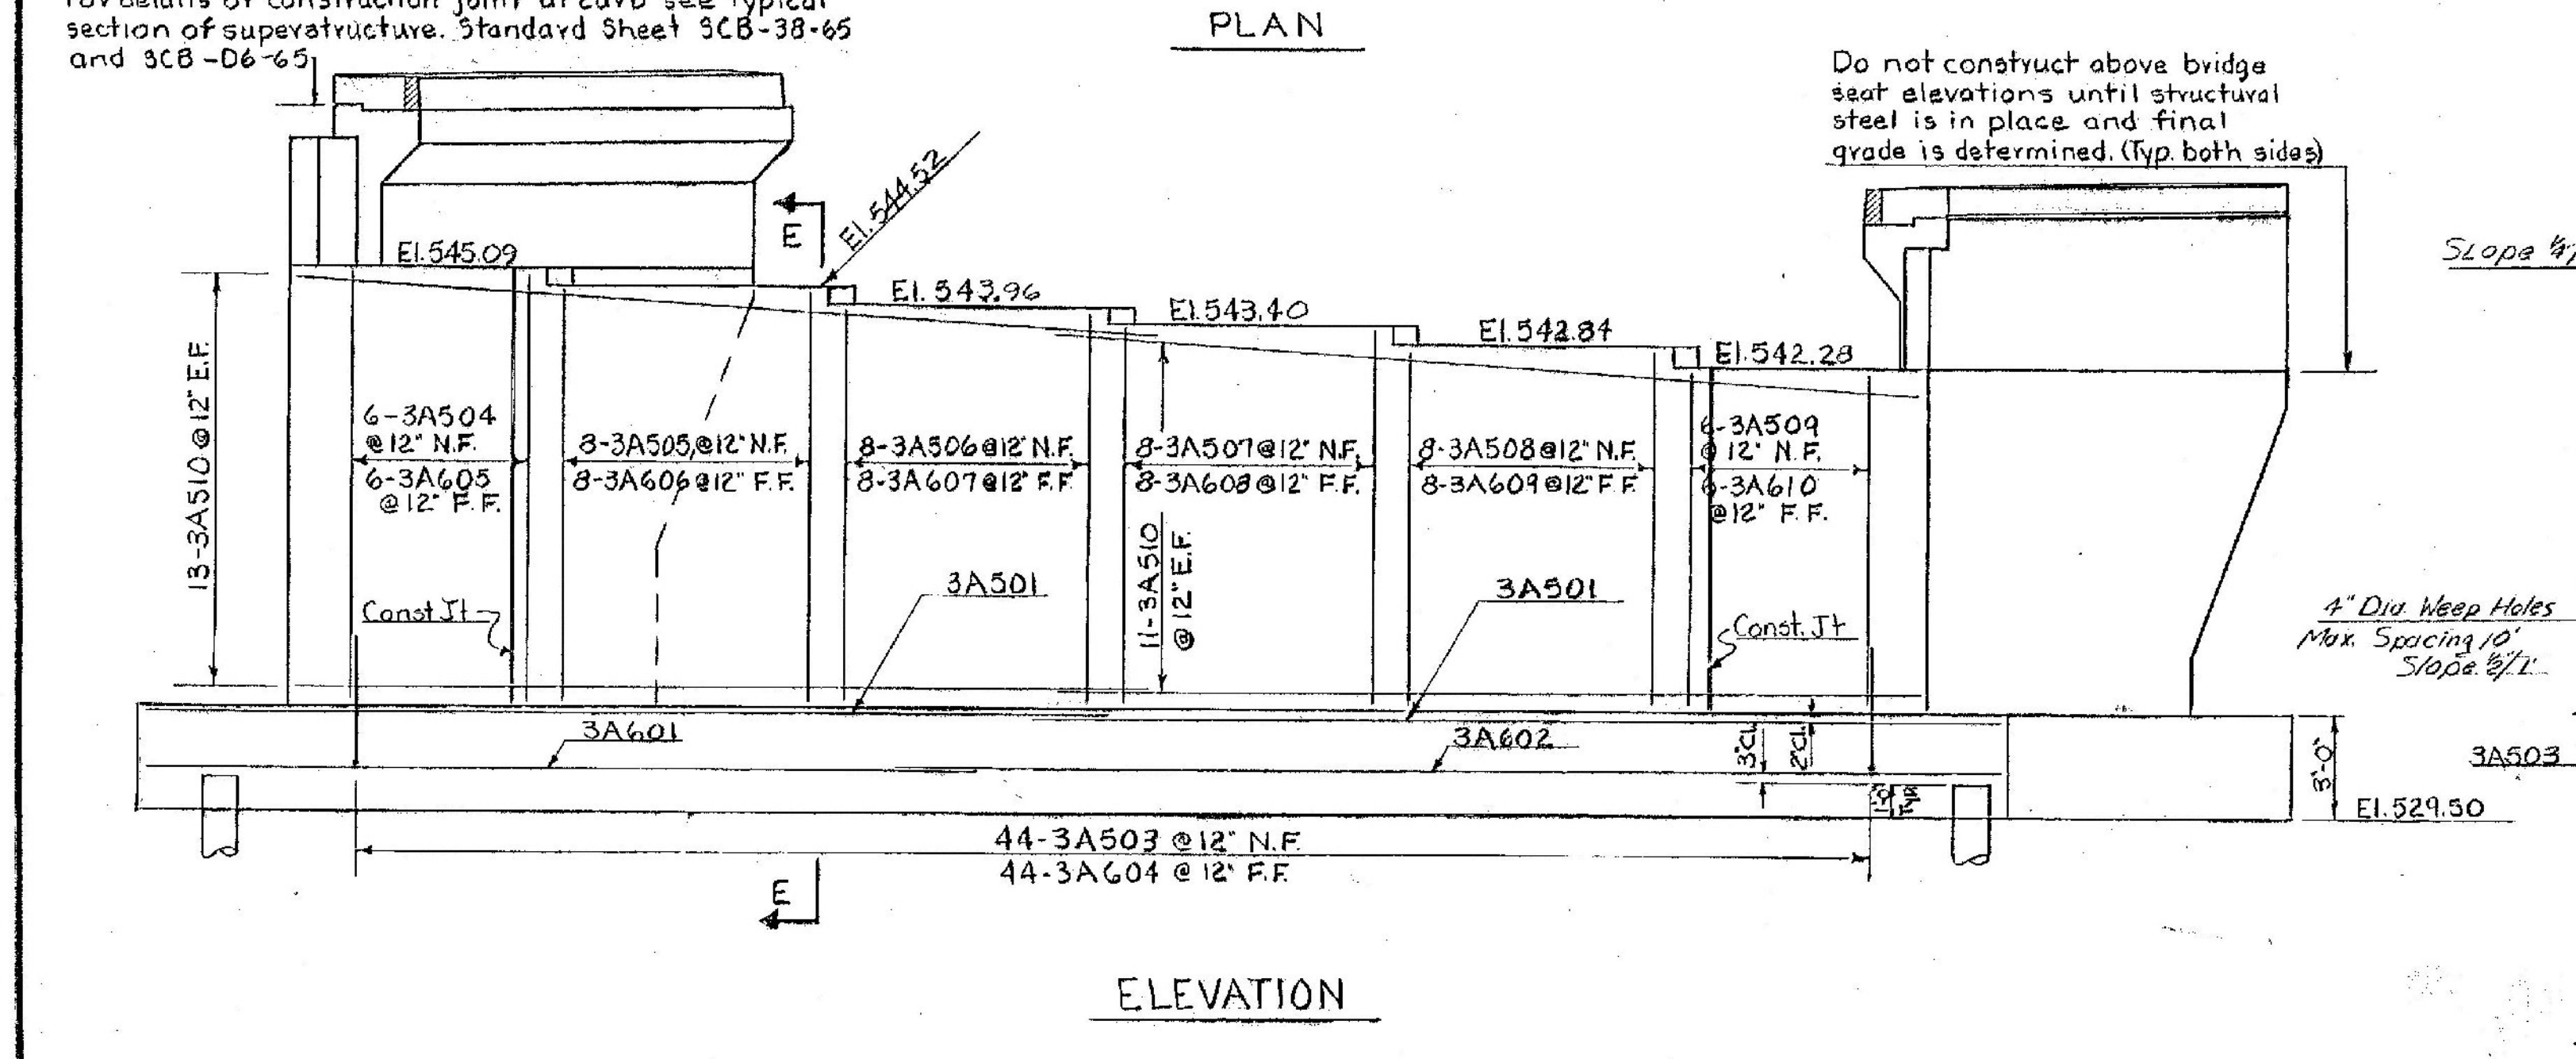 section of superstructure. Standard Sheet SCB-38-65
and SCB-D6-65
PLAN
Do not construct above bridge
seat elevations until structural
steel is in place and final
grade is determined. (Typ. both sides)
E
El. 544.52
El. 545.09
El. 543.96
El. 543.40
El. 542.84
El. 542.28
Slope
13-3A510 @ 12" E.F.
6-3A504
@ 12" N.F.
6-3A605
@ 12" F.F.
8-3A505 @ 12" N.F.
8-3A606 @ 12" F.F.
8-3A506 @ 12" N.F.
8-3A607 @ 12" F.F.
8-3A507 @ 12" N.F.
8-3A608 @ 12" F.F.
8-3A508 @ 12" N.F.
8-3A609 @ 12" F.F.
6-3A509
@ 12" N.F.
6-3A610
@ 12" F.F.
11-3A510
@ 12" E.F.
Const Jt
3A501
3A501
Const. Jt
4" Dia. Weep Holes
Max. Spacing 10'
Slope
3A601
3A602
3"Cl.
2"Cl.
Typ.
3'-0"
3A503
El. 529.50
44-3A503 @ 12" N.F.
44-3A604 @ 12" F.F.
E
ELEVATION